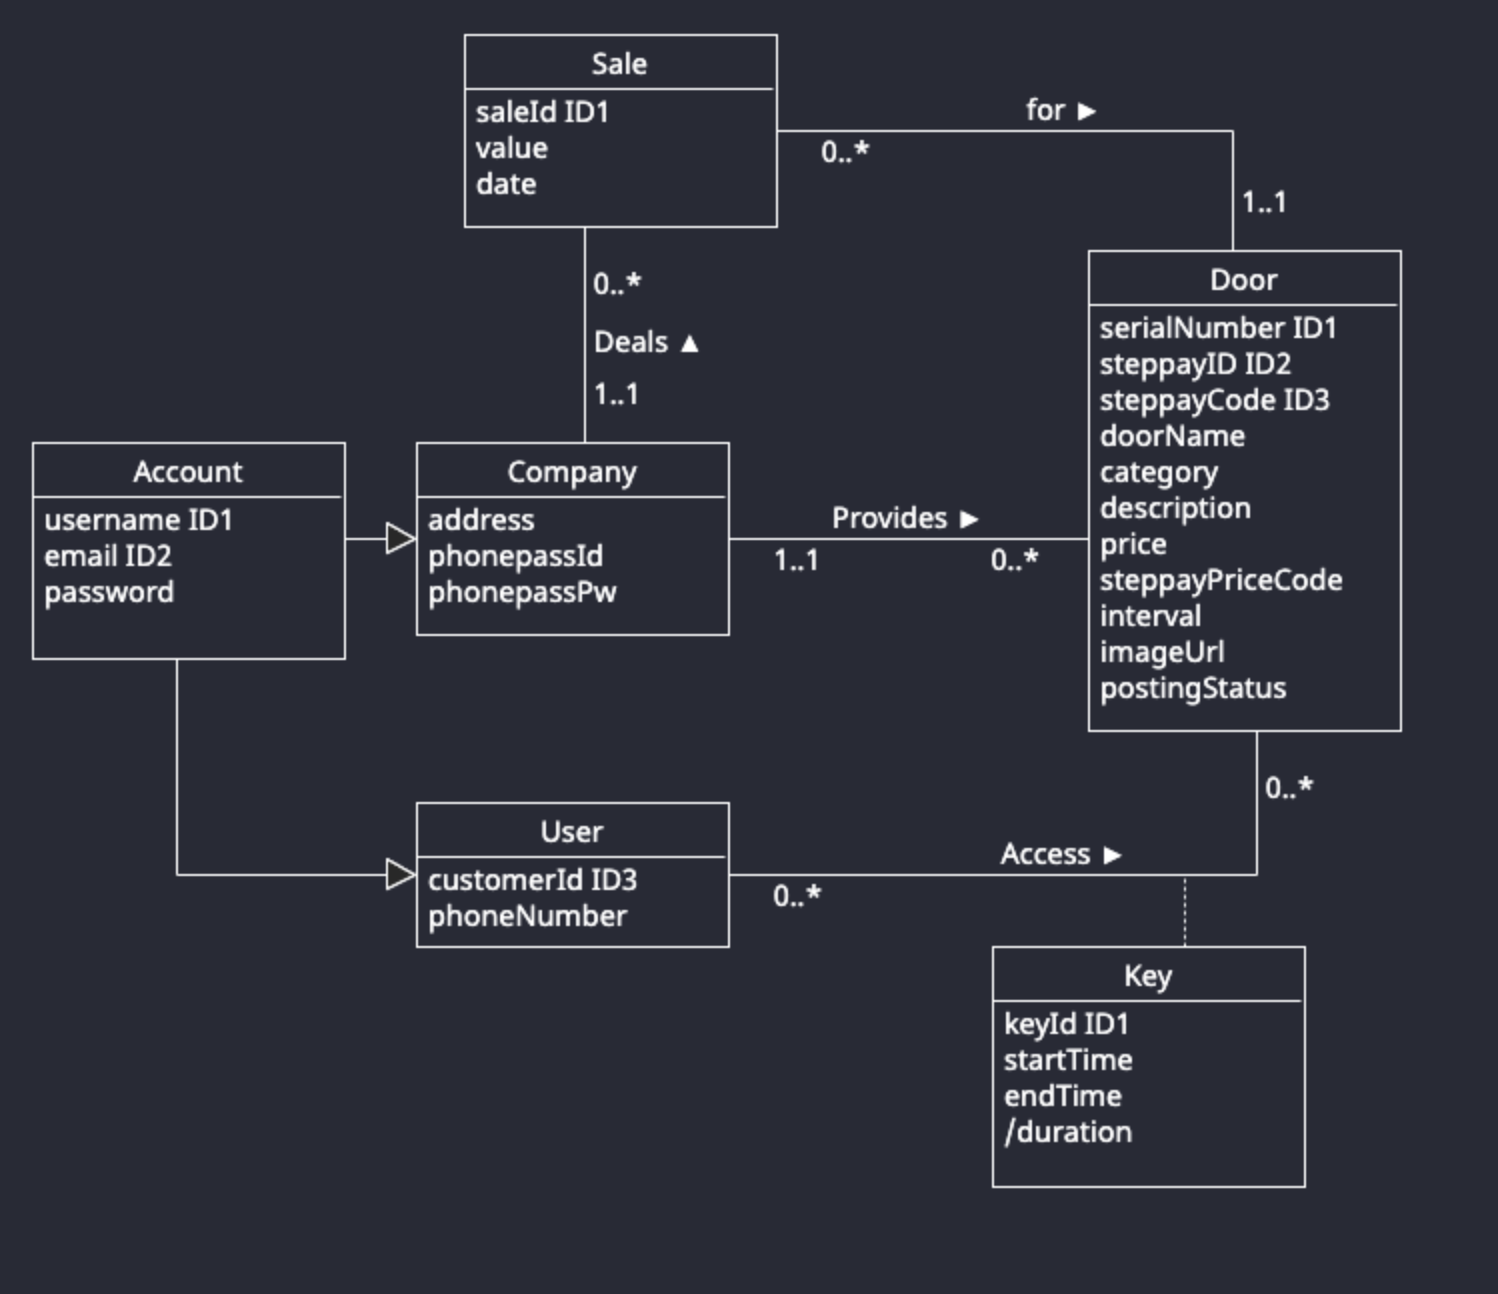 Sale
saleId ID1
value
date
for ►
0..*
1..1
0..*
Deals ▲
1..1
Door
serialNumber ID1
steppayID ID2
steppayCode ID3
doorName
category
description
price
steppayPriceCode
interval
imageUrl
postingStatus
Account
username ID1
email ID2
password
Company
address
phonepassId
phonepassPw
Provides ►
1..1
0..*
0..*
User
customerId ID3
phoneNumber
Access ►
0..*
Key
keyId ID1
startTime
endTime
/duration